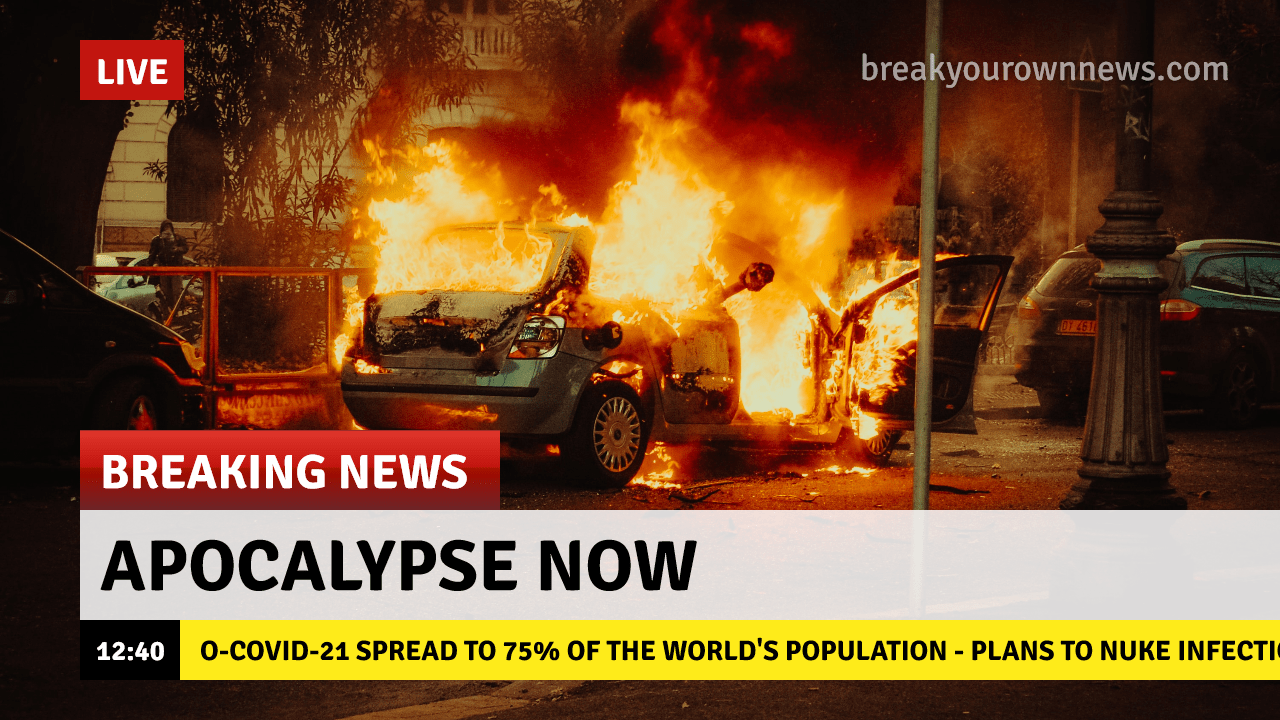 LIVE
breakyourownnews.com
BREAKING NEWS
APOCALYPSE NOW
12:40
O-COVID-21 SPREAD TO 75% OF THE WORLD'S POPULATION - PLANS TO NUKE